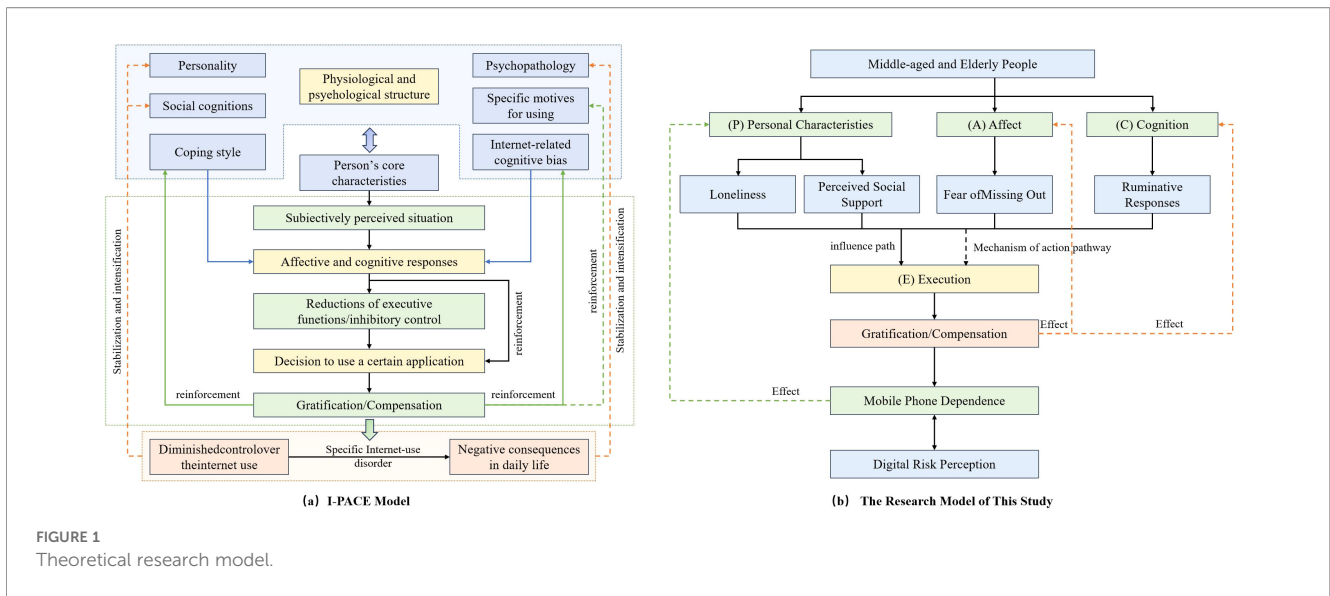 Personality
Social cognitions
Coping style
Physiological and
psychological structure
Psychopathology
Specific motives
for using
Internet-related
cognitive bias
Person's core
characteristics
Subiectively perceived situation
Affective and cognitive responses
Reductions of executive
funetions/inhibitory control
Decision to use a certain application
Gratification/Compensation
reinforcement
reinforcement
reinforcement
reinforcement
Stabilization and intensification
Stabilization and intensification
Diminishedcontrolover
theinternet use
Specific Internet-use
disorder
Negative consequences
in daily life
(a) I-PACE Model
Middle-aged and Elderly People
(P) Personal Characteristics
(A) Affect
(C) Cognition
Loneliness
Perceived Social
Support
Fear ofMissing Out
Ruminative
Responses
influence path
Mechanism of action pathway
(E) Execution
Gratification/Compensation
Effect
Effect
Effect
Mobile Phone Dependence
Digital Risk Perception
(b) The Research Model of This Study
FIGURE 1
Theoretical research model.